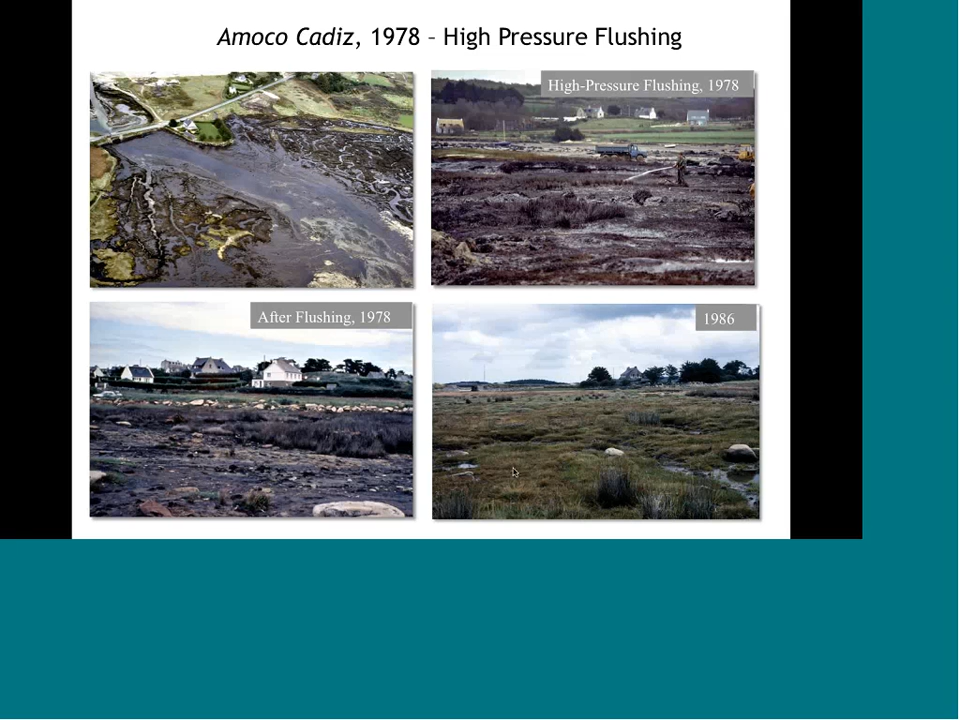 Amoco Cadiz, 1978 – High Pressure Flushing
High-Pressure Flushing, 1978
After Flushing, 1978
1986